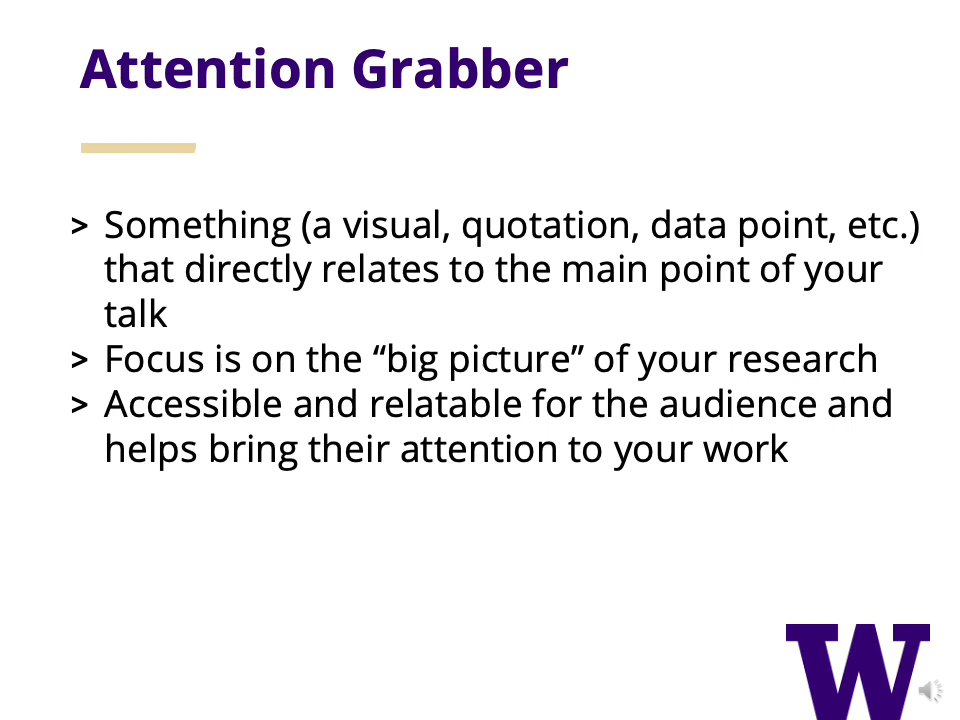 Attention Grabber
> Something (a visual, quotation, data point, etc.)
that directly relates to the main point of your
talk
> Focus is on the “big picture” of your research
> Accessible and relatable for the audience and
helps bring their attention to your work
W